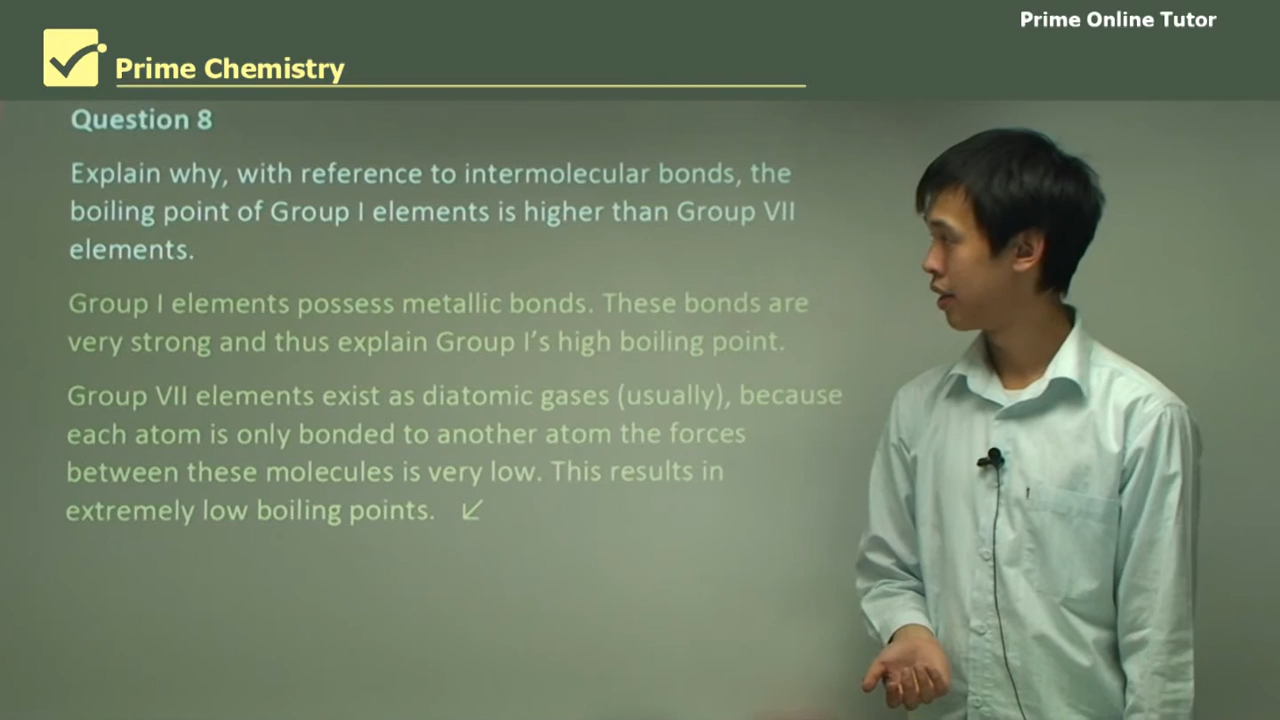 Prime Online Tutor
Prime Chemistry
Question 8
Explain why, with reference to intermolecular bonds, the
boiling point of Group I elements is higher than Group VII
elements.
Group I elements possess metallic bonds. These bonds are
very strong and thus explain Group I's high boiling point.
Group VII elements exist as diatomic gases (usually), because
each atom is only bonded to another atom the forces
between these molecules is very low. This results in
extremely low boiling points.